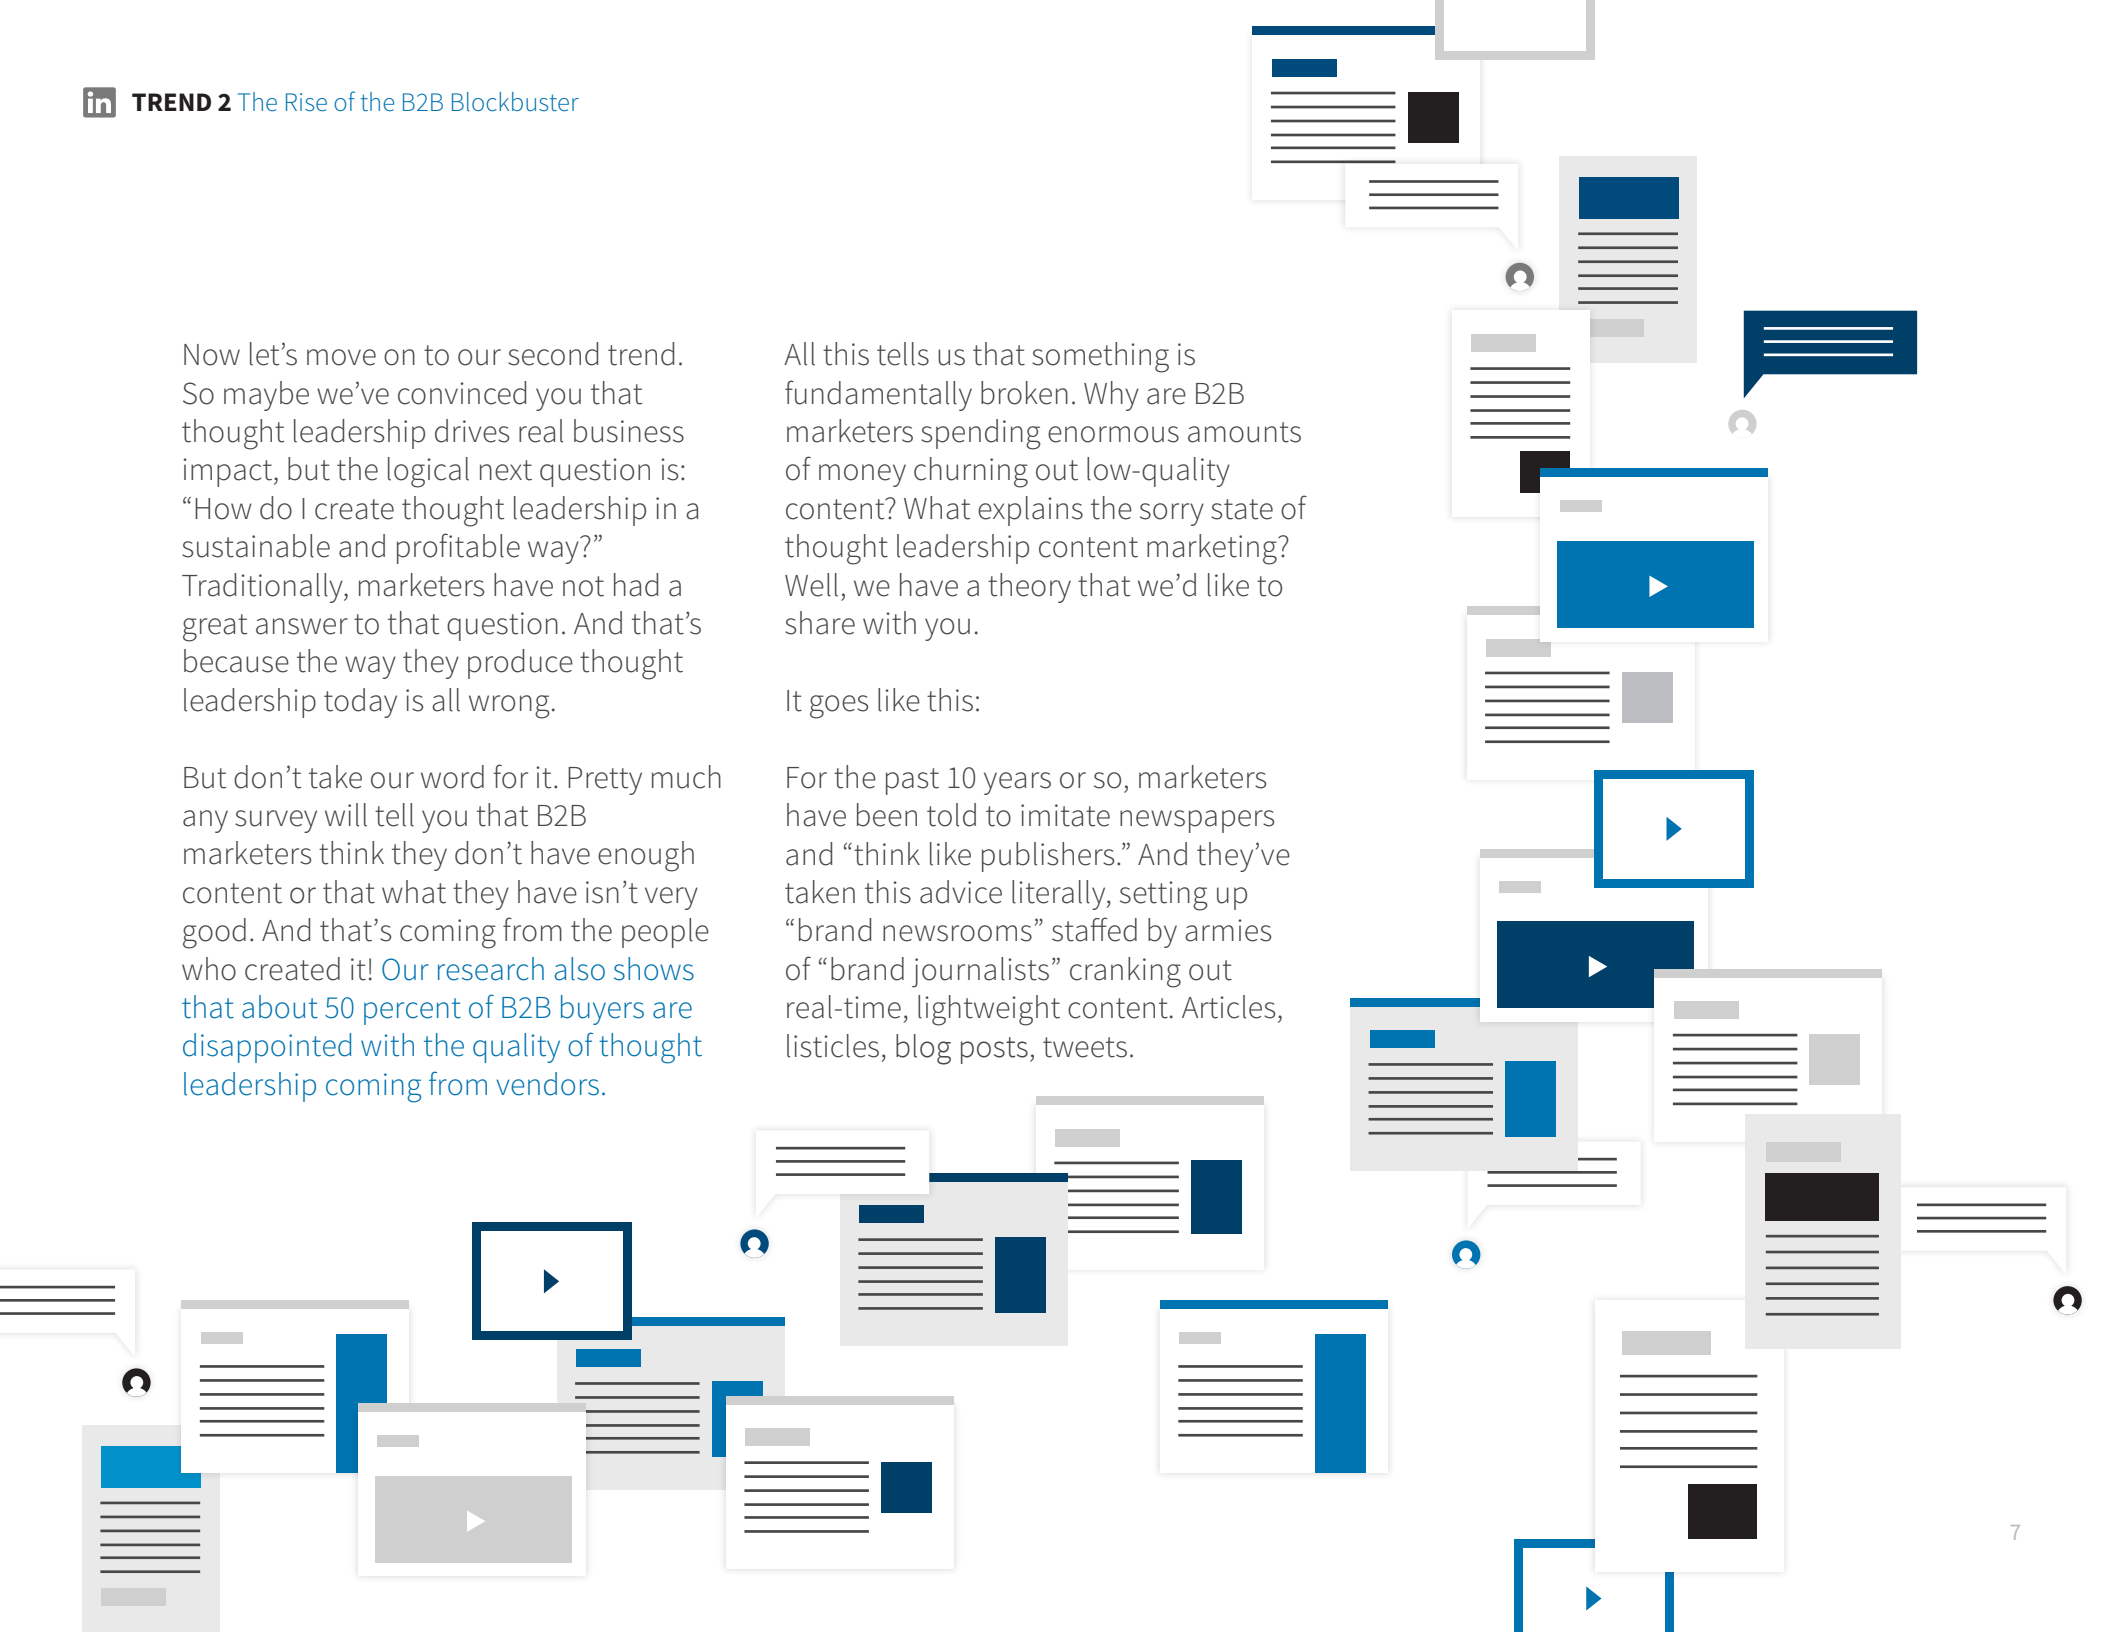 in TREND 2 The Rise of the B2B Blockbuster
Now let’s move on to our second trend.
So maybe we’ve convinced you that
thought leadership drives real business
impact, but the logical next question is:
“How do I create thought leadership in a
sustainable and profitable way?”
Traditionally, marketers have not had a
great answer to that question. And that’s
because the way they produce thought
leadership today is all wrong.
But don’t take our word for it. Pretty much
any survey will tell you that B2B
marketers think they don’t have enough
content or that what they have isn’t very
good. And that’s coming from the people
who created it! Our research also shows
that about 50 percent of B2B buyers are
disappointed with the quality of thought
leadership coming from vendors.
All this tells us that something is
fundamentally broken. Why are B2B
marketers spending enormous amounts
of money churning out low-quality
content? What explains the sorry state of
thought leadership content marketing?
Well, we have a theory that we’d like to
share with you.
It goes like this:
For the past 10 years or so, marketers
have been told to imitate newspapers
and “think like publishers.” And they’ve
taken this advice literally, setting up
“brand newsrooms” staffed by armies
of “brand journalists” cranking out
real-time, lightweight content. Articles,
listicles, blog posts, tweets.
7